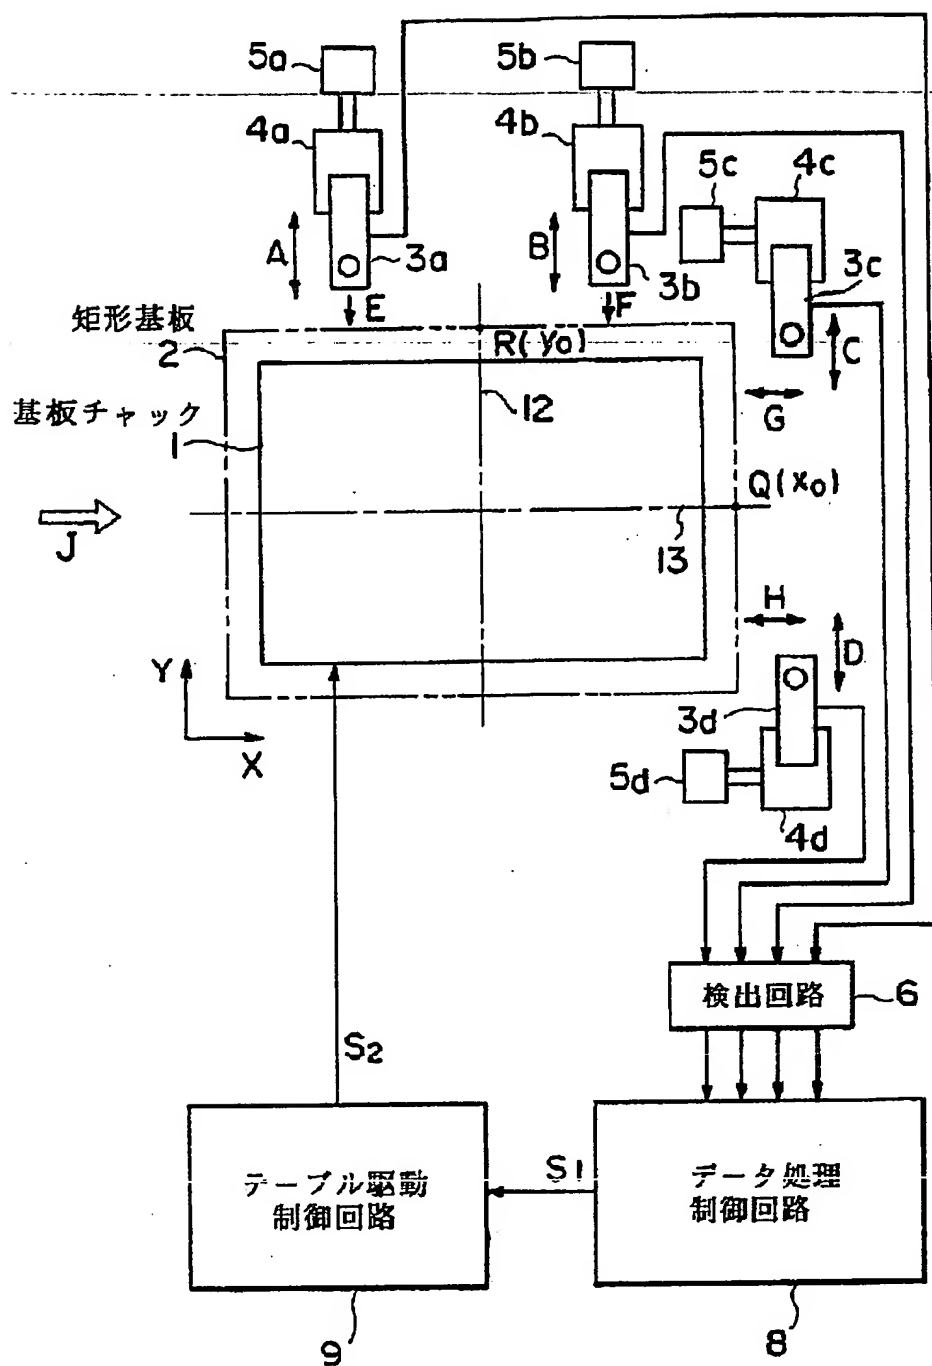 5a
5b
4a
4b
5c
4c
A
3a
B
3b
3c
E
F
C
矩形基板
2
R(y0)
基板チャック
1
12
G
Q(x0)
J
13
H
D
Y
X
3d
5d
4d
検出回路
6
S2
S1
テーブル駆動
制御回路
データ処理
制御回路
9
8